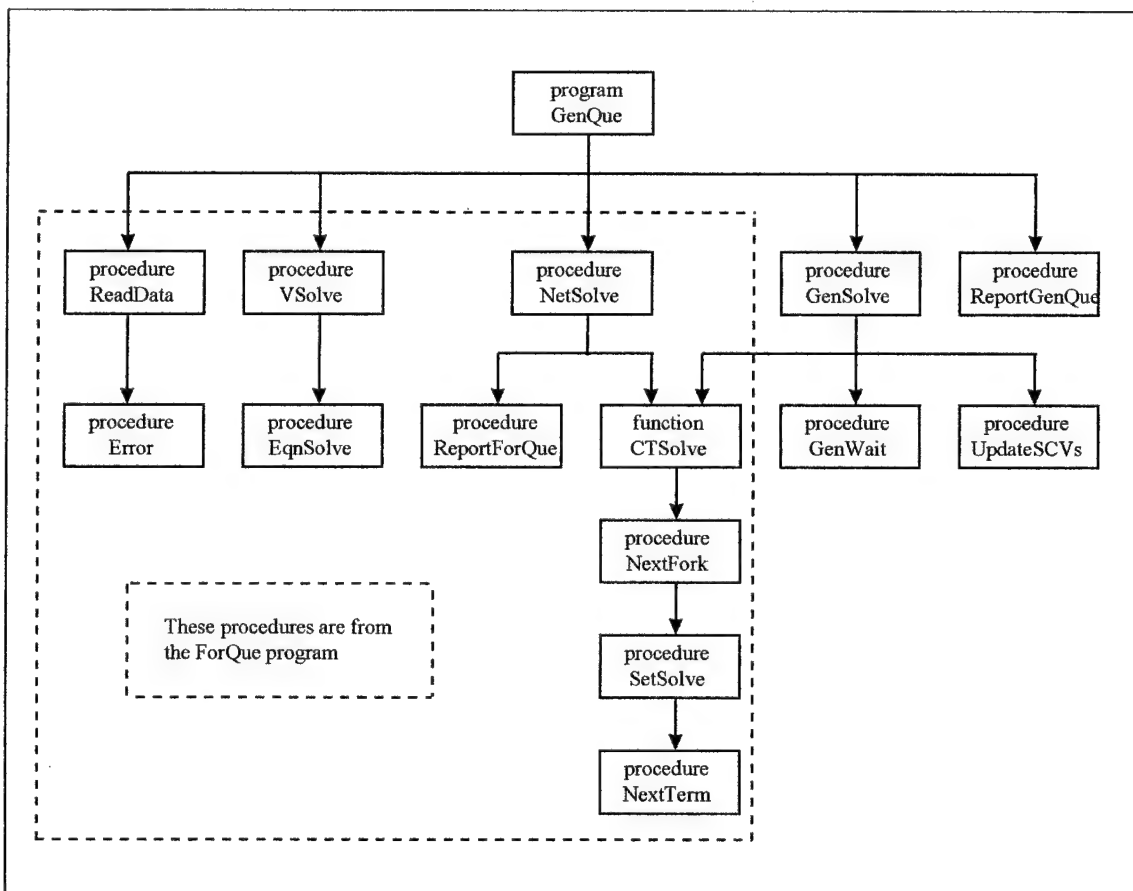 program
GenQue
procedure
ReadData
procedure
VSolve
procedure
NetSolve
procedure
GenSolve
procedure
ReportGenQue
procedure
Error
procedure
EqnSolve
procedure
ReportForQue
function
CTSolve
procedure
GenWait
procedure
UpdateSCVs
procedure
NextFork
These procedures are from
the ForQue program
procedure
SetSolve
procedure
NextTerm